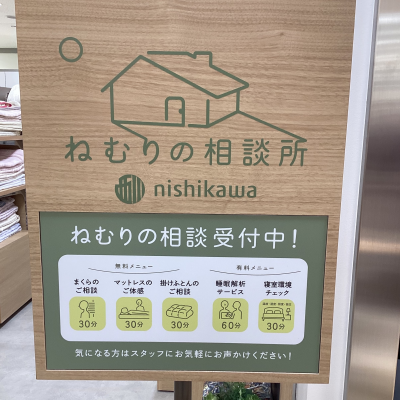 ねむりの相談所
nishikawa
ねむりの相談受付中！
無料メニュー 有料メニュー
まくらの マットレスの 掛けふとんの 睡眠解析 寝室環境
ご相談 ご体感 ご相談 サービス チェック
30分 30分 30分 60分 30分
気になる方はスタッフにお気軽にお声かけください！